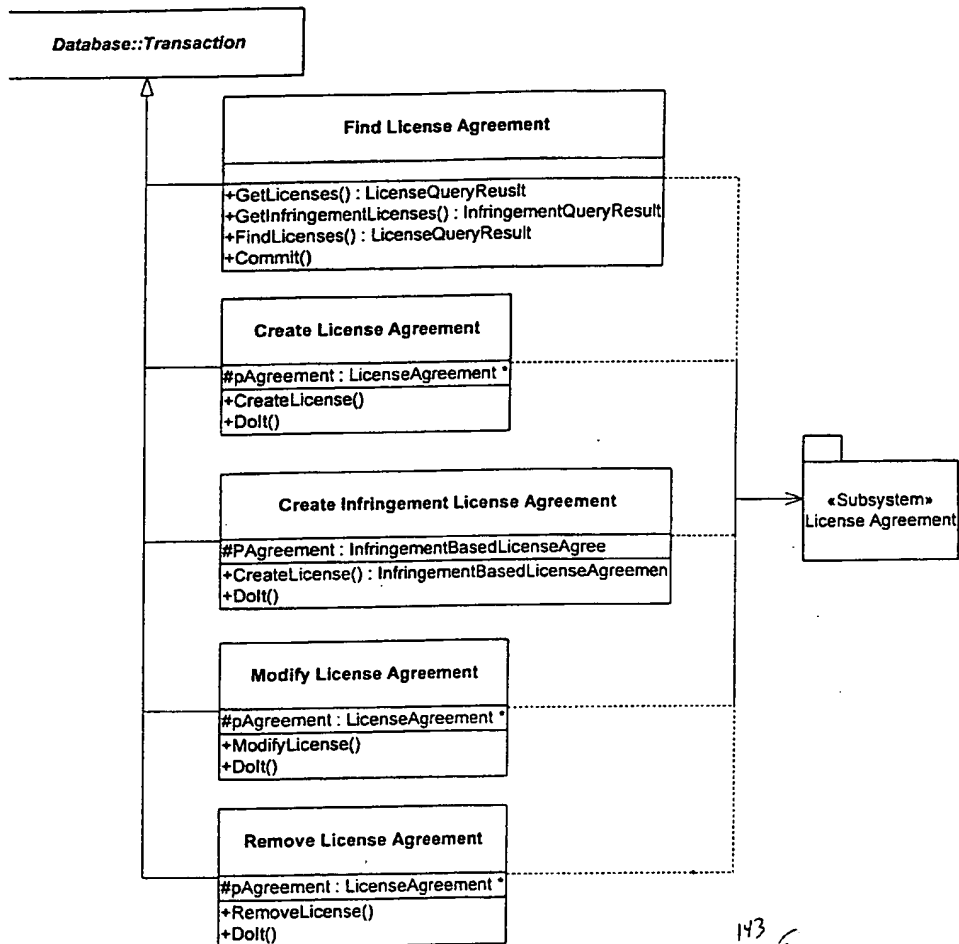 Database::Transaction
Find License Agreement
+GetLicenses() : LicenseQueryReuslt
+GetInfringementLicenses() : InfringementQueryResult
+FindLicenses() : LicenseQueryResult
+Commit()
Create License Agreement
#pAgreement : LicenseAgreement *
+CreateLicense()
+DoIt()
Create Infringement License Agreement
#PAgreement : InfringementBasedLicenseAgree
+CreateLicense() : InfringementBasedLicenseAgreemen
+DoIt()
«Subsystem»
License Agreement
Modify License Agreement
#pAgreement : LicenseAgreement *
+ModifyLicense()
+DoIt()
Remove License Agreement
#pAgreement : LicenseAgreement *
+RemoveLicense()
+DoIt()
143